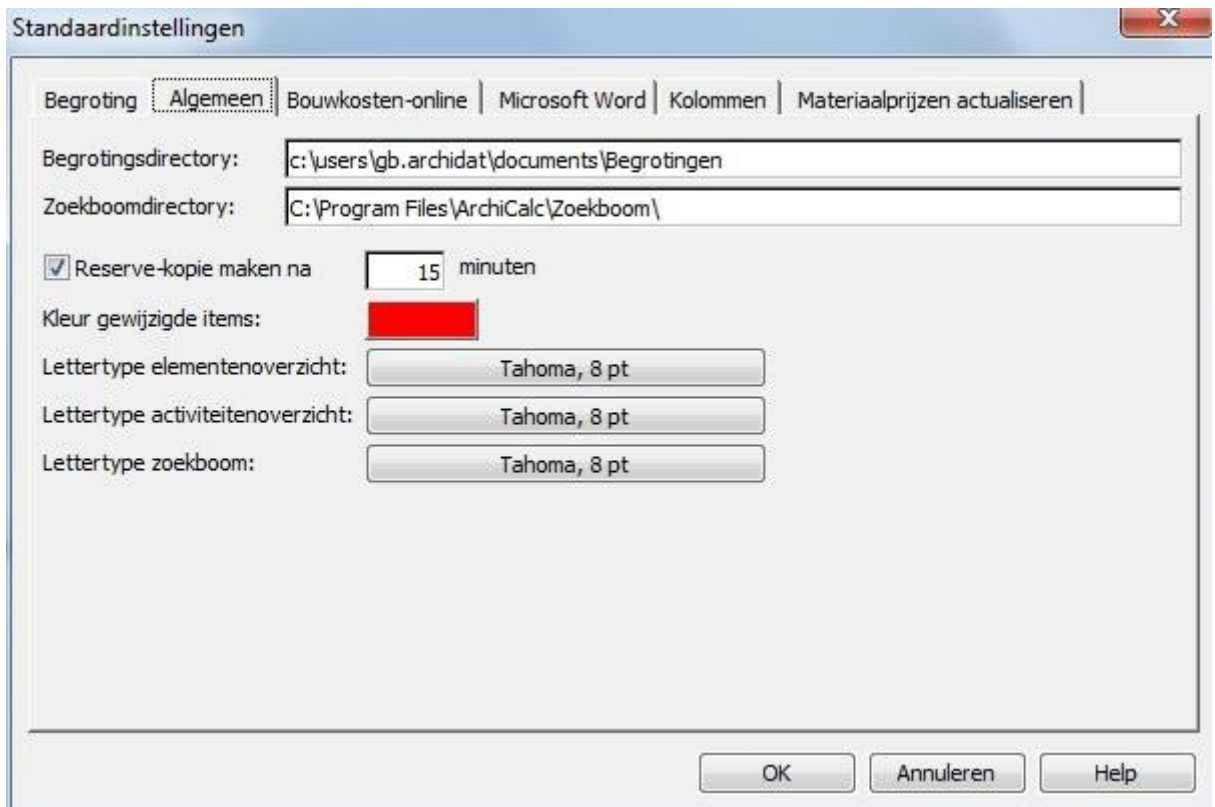 Standaardinstellingen
Begroting Algemeen Bouwkosten-online Microsoft Word Kolommen Materiaalprijzen actualiseren
Begrotingsdirectory: c:\users\gb.archidat\documents\Begrotingen
Zoekboomdirectory: C:\Program Files\ArchiCalc\Zoekboom\
Reserve-kopie maken na 15 minuten
Kleur gewijzigde items:
Lettertype elementenoverzicht: Tahoma, 8 pt
Lettertype activiteitenoverzicht: Tahoma, 8 pt
Lettertype zoekboom: Tahoma, 8 pt
OK Annuleren Help